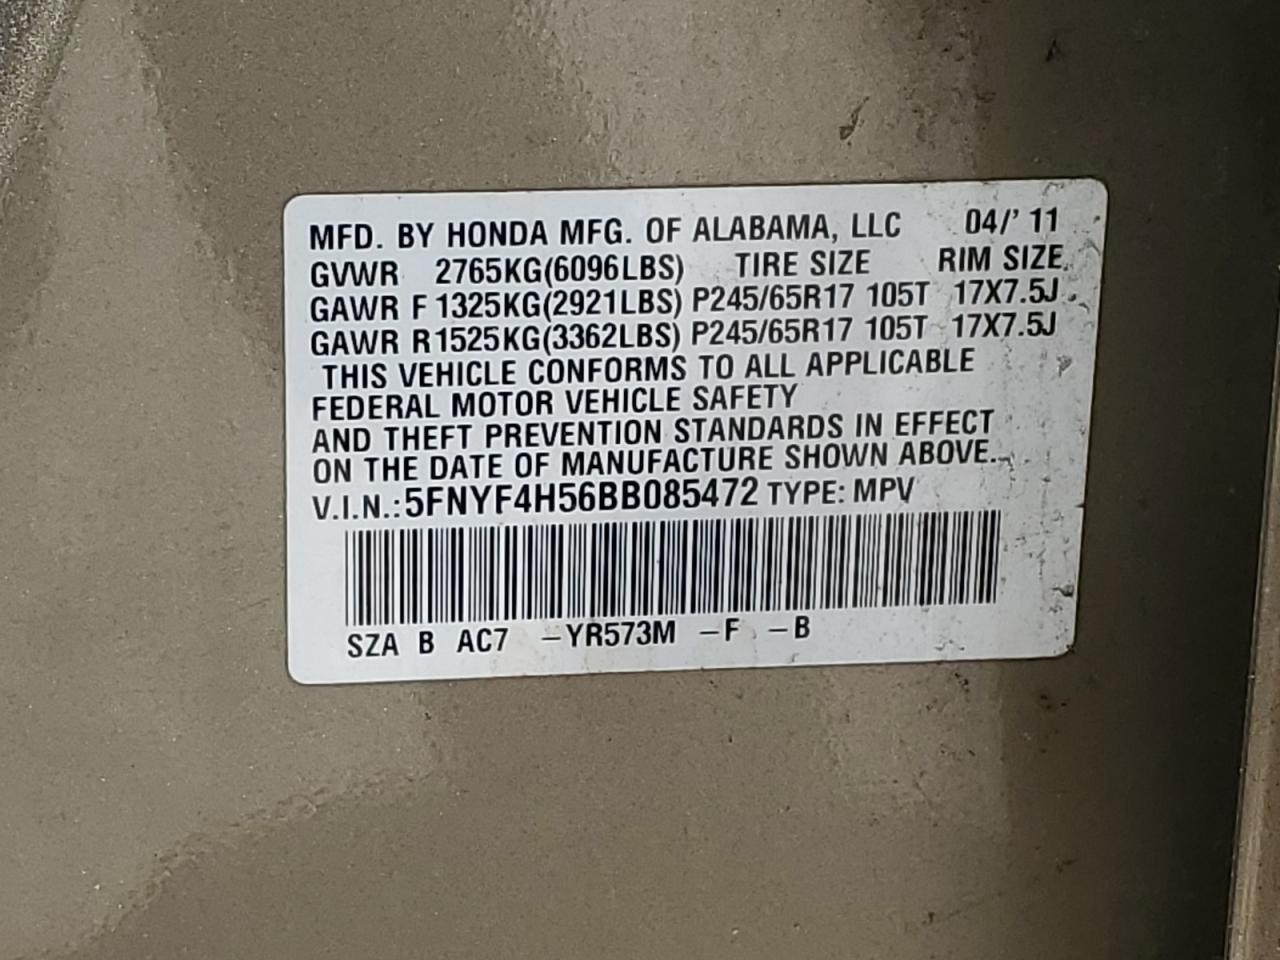 MFD. BY HONDA MFG. OF ALABAMA, LLC 04/' 11
GVWR 2765KG(6096LBS) TIRE SIZE RIM SIZE
GAWR F 1325KG(2921LBS) P245/65R17 105T 17X7.5J
GAWR R 1525KG(3362LBS) P245/65R17 105T 17X7.5J
THIS VEHICLE CONFORMS TO ALL APPLICABLE
FEDERAL MOTOR VEHICLE SAFETY
AND THEFT PREVENTION STANDARDS IN EFFECT
ON THE DATE OF MANUFACTURE SHOWN ABOVE.
V.I.N.:5FNYF4H56BB085472 TYPE: MPV
SZA B AC7 -YR573M -F -B